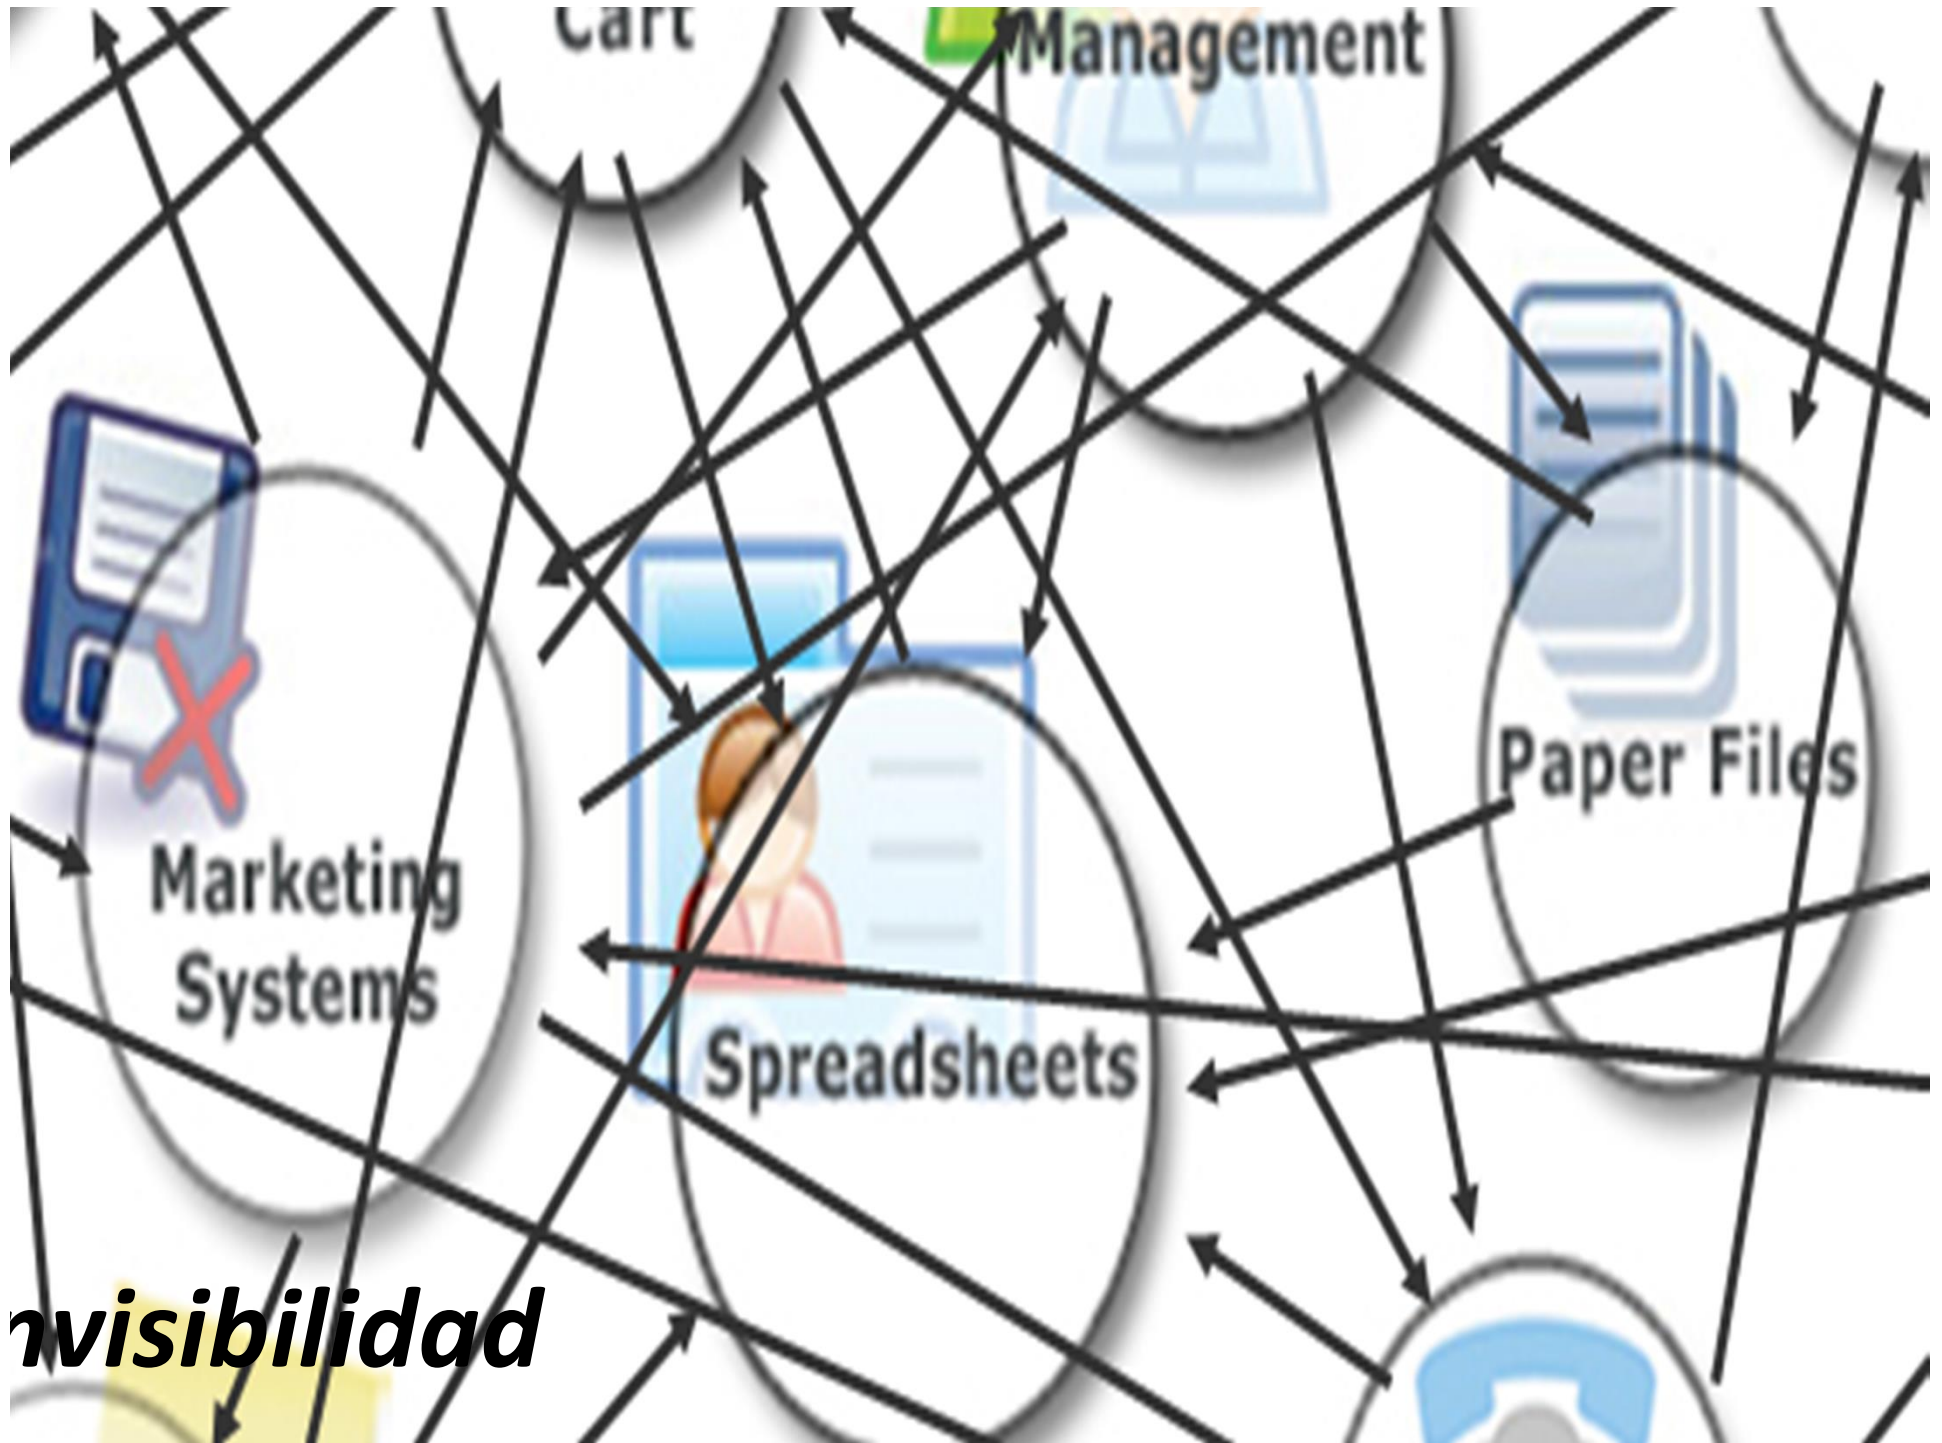 Cart
Management
Paper Files
Marketing
Systems
Spreadsheets
nvisibilidad